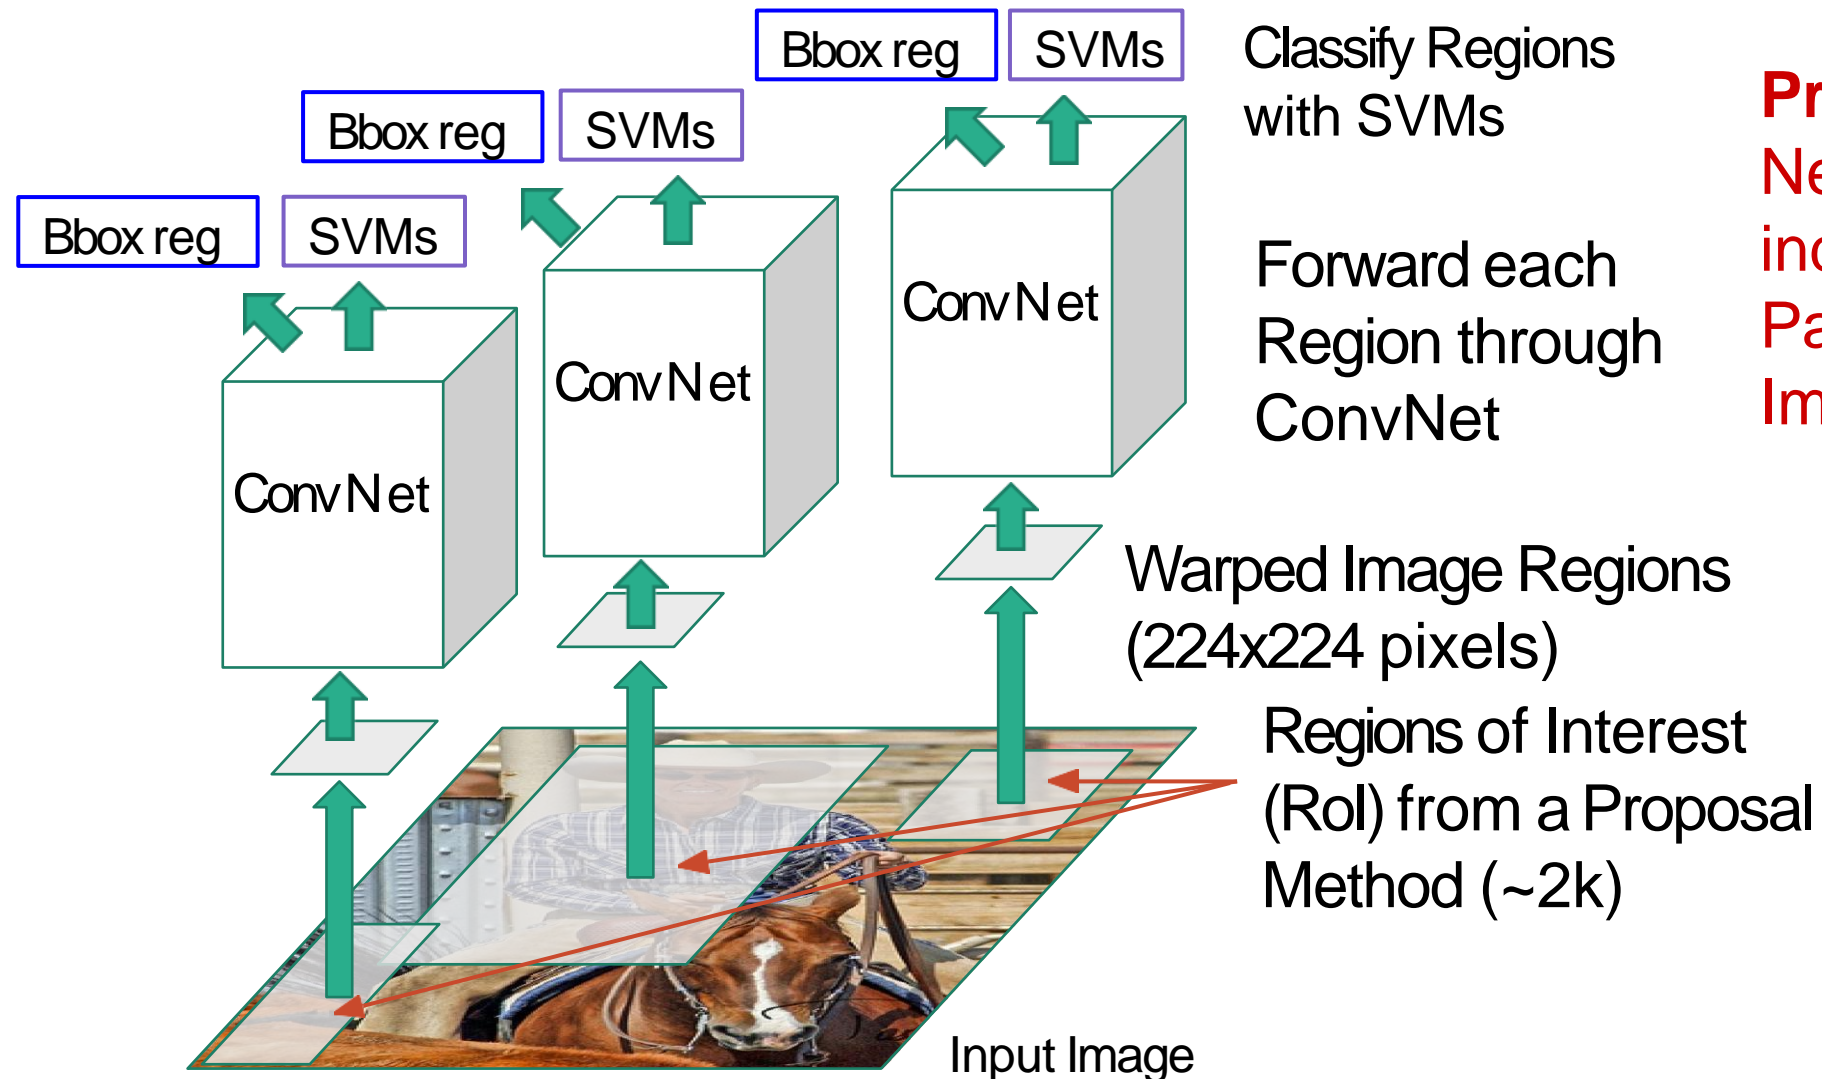 Bbox reg
SVMs
Classify Regions
with SVMs
Bbox reg
SVMs
Bbox reg
SVMs
ConvNet
ConvNet
ConvNet
Forward each
Region through
ConvNet
Warped Image Regions
(224x224 pixels)
Regions of Interest
(RoI) from a Proposal
Method (~2k)
Input Image